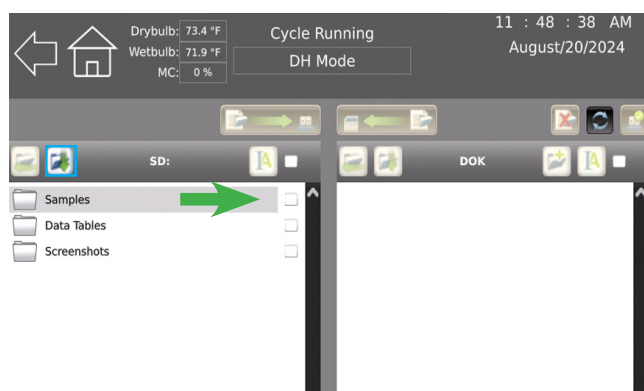 Drybulb: 73.4 °F
Wetbulb: 71.9 °F
MC: 0 %
Cycle Running
DH Mode
11 : 48 : 38 AM
August/20/2024
SD:
DOK
Samples
Data Tables
Screenshots